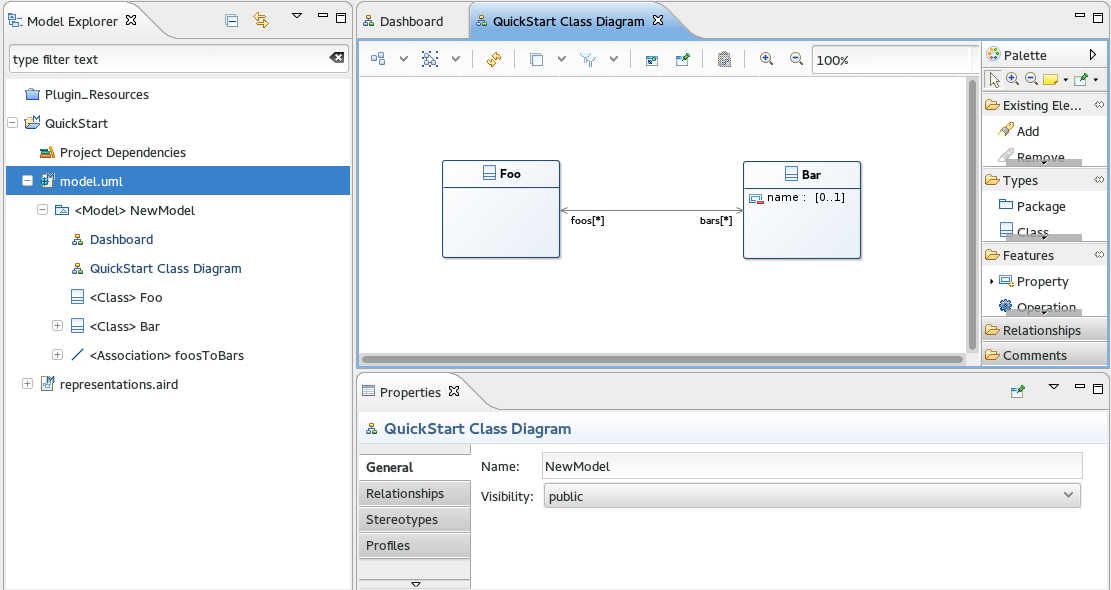 Model Explorer
type filter text
Plugin_Resources
QuickStart
Project Dependencies
model.uml
<Model> NewModel
Dashboard
QuickStart Class Diagram
<Class> Foo
<Class> Bar
<Association> foosToBars
representations.aird
Dashboard
QuickStart Class Diagram
100%
Foo
foos[*]
bars[*]
Bar
name : [0..1]
Palette
Existing Ele...
Add
Remove
Types
Package
Class
Features
Property
Operation
Relationships
Comments
Properties
QuickStart Class Diagram
General
Relationships
Stereotypes
Profiles
Name: NewModel
Visibility: public